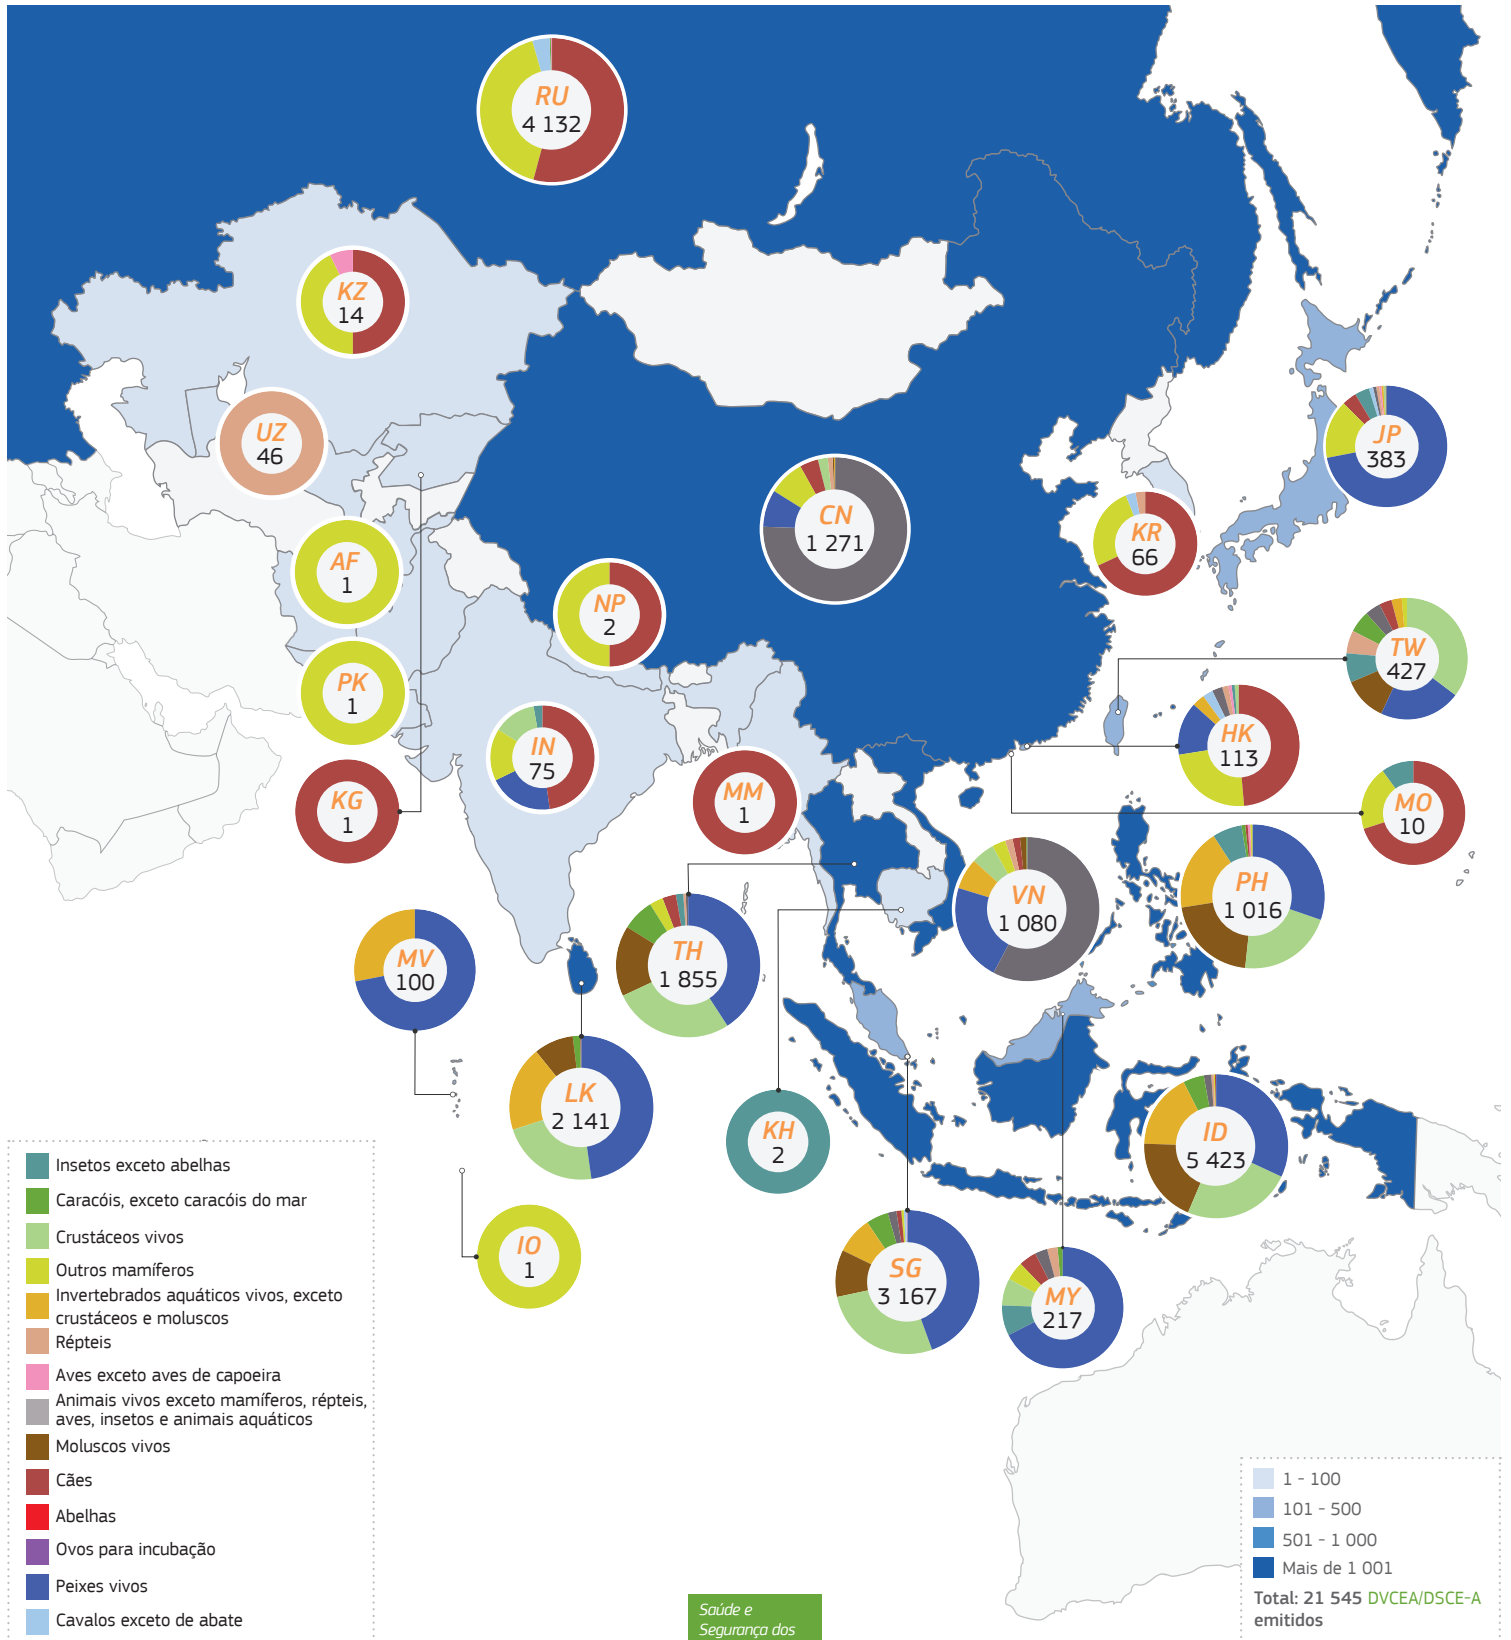 RU
4 132
KZ
14
UZ
46
JP
383
CN
1 271
KR
66
AF
1
NP
2
TW
427
PK
1
IN
75
HK
113
KG
1
MM
1
MO
10
PH
1 016
VN
1 080
MV
100
TH
1 855
LK
2 141
KH
2
ID
5 423
IO
1
SG
3 167
MY
217
Insetos exceto abelhas
Caracóis, exceto caracóis do mar
Crustáceos vivos
Outros mamíferos
Invertebrados aquáticos vivos, exceto
crustáceos e moluscos
Répteis
Aves exceto aves de capoeira
Animais vivos exceto mamíferos, répteis,
aves, insetos e animais aquáticos
Moluscos vivos
Cães
Abelhas
Ovos para incubação
Peixes vivos
Cavalos exceto de abate
Saúde e
Segurança dos
1 - 100
101 - 500
501 - 1 000
Mais de 1 001
Total: 21 545 DVCEA/DSCE-A
emitidos